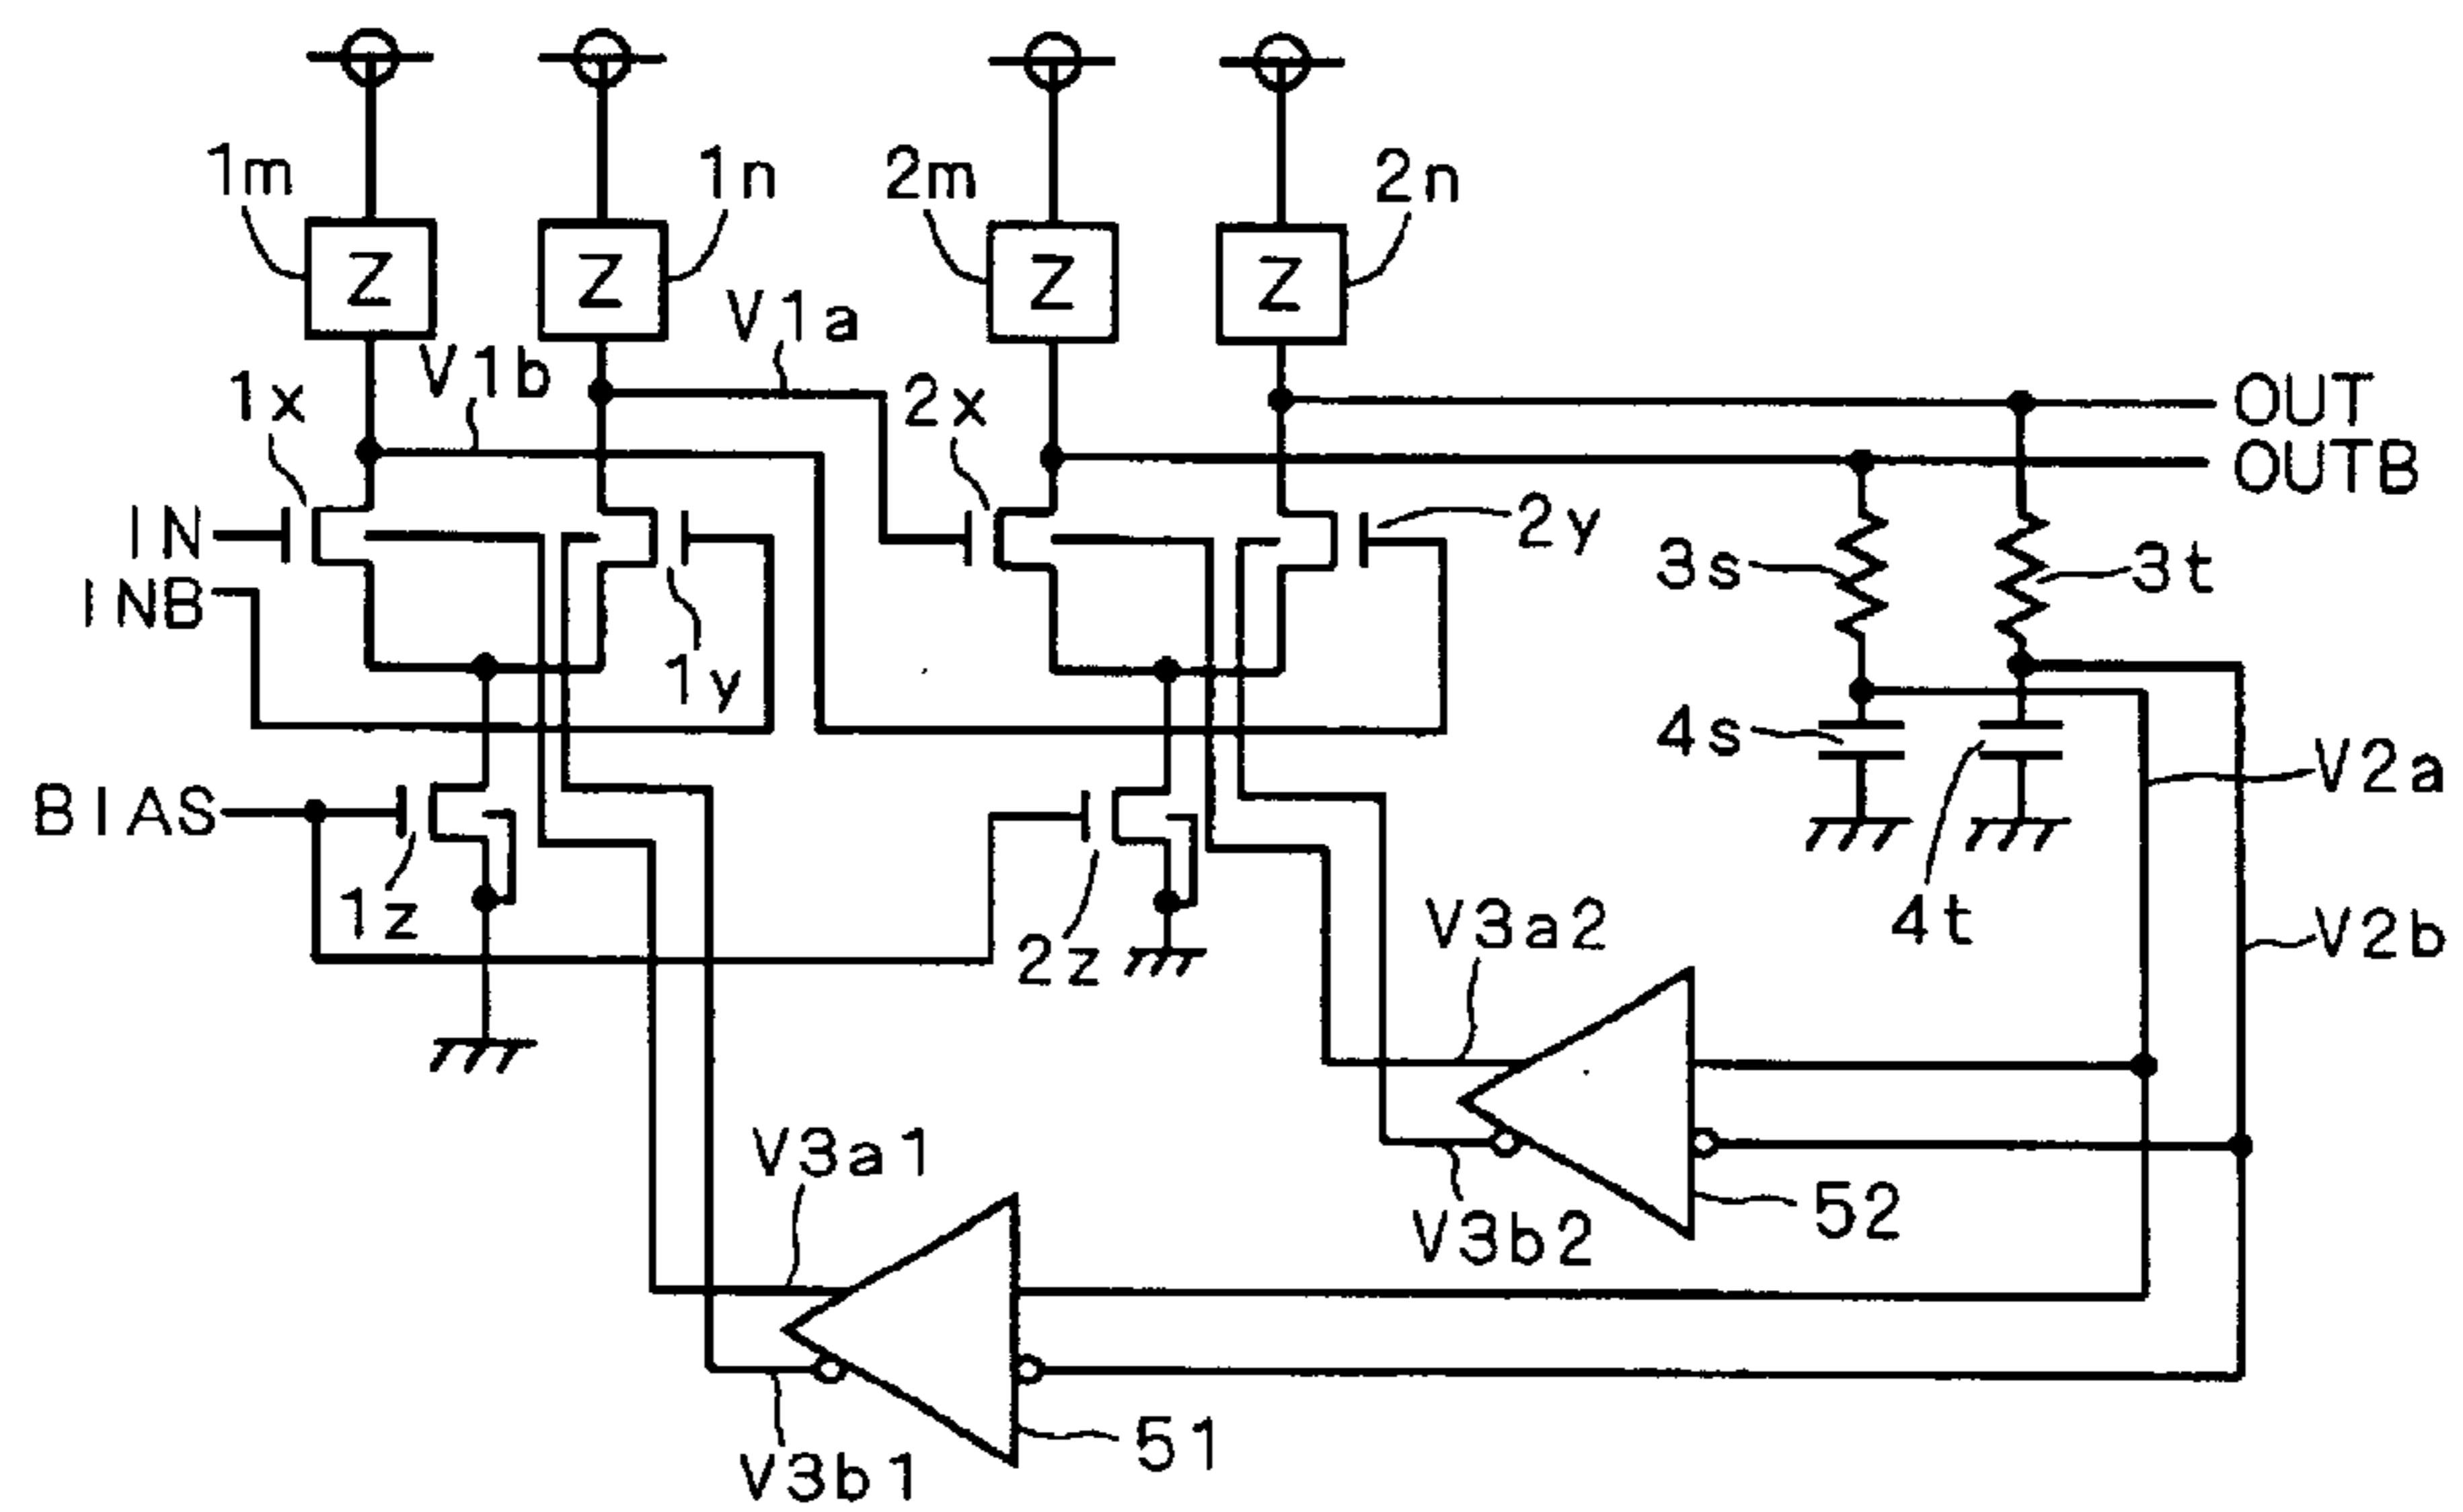 1m
1n
2m
2n
Z
Z
Z
Z
V1a
V1b
1x
2x
OUT
OUTB
IN
INB
2y
3s
3t
1y
4s
V2a
BIAS
1z
2z
V3a2
4t
V2b
V3a1
V3b2
52
V3b1
51